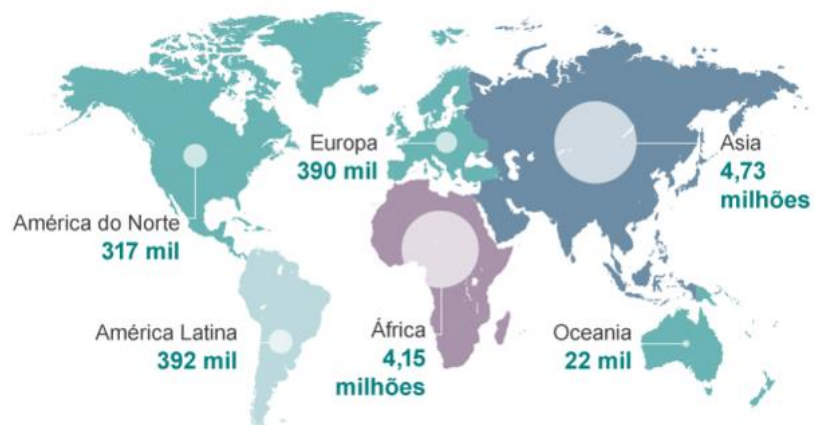 Europa
390 mil
Asia
4,73
milhões
América do Norte
317 mil
América Latina
392 mil
África
4,15
milhões
Oceania
22 mil